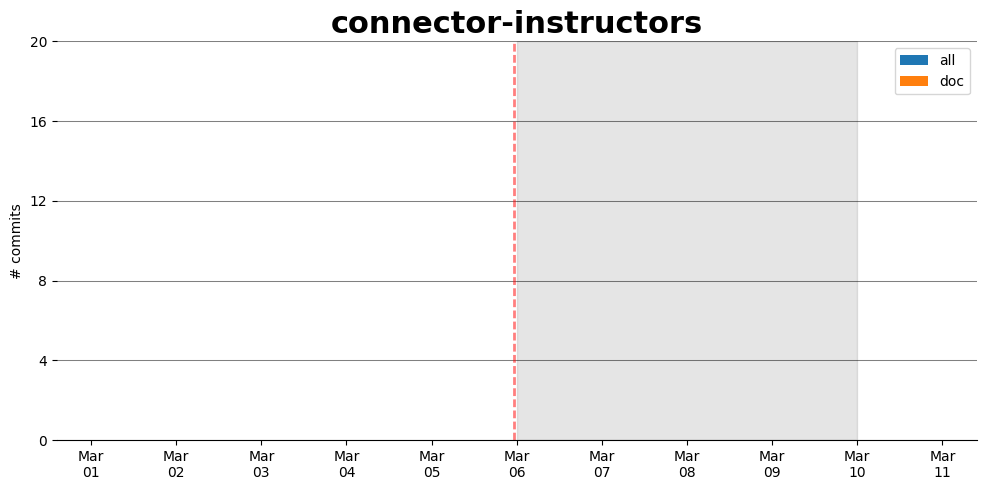 connector-instructors
20
16
12
8
4
0
# commits
all
doc
Mar 01
Mar 02
Mar 03
Mar 04
Mar 05
Mar 06
Mar 07
Mar 08
Mar 09
Mar 10
Mar 11